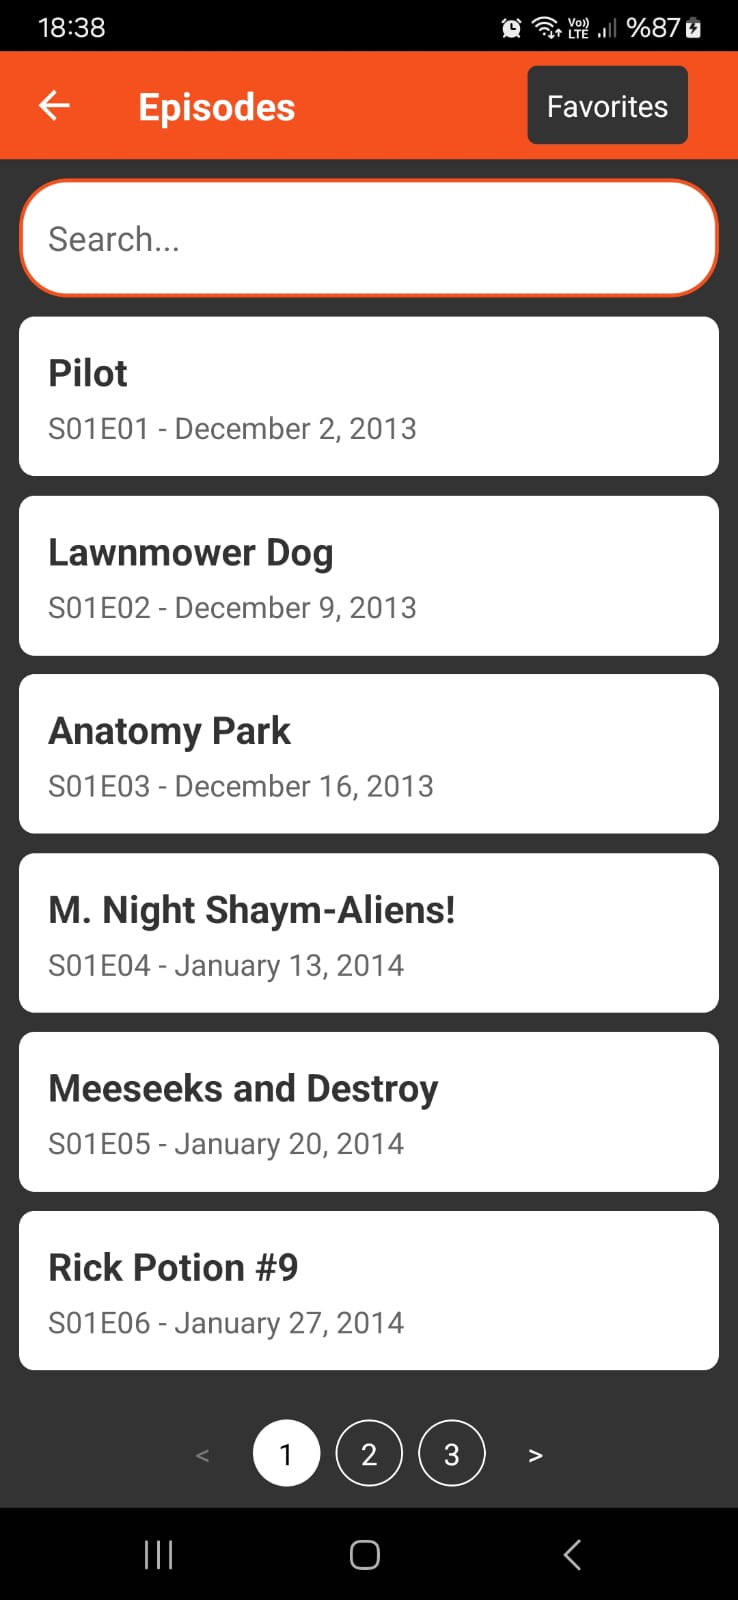 18:38 Vo)) LTE %87
Episodes
Favorites
Search...
Pilot
S01E01 - December 2, 2013
Lawnmower Dog
S01E02 - December 9, 2013
Anatomy Park
S01E03 - December 16, 2013
M. Night Shaym-Aliens!
S01E04 - January 13, 2014
Meeseeks and Destroy
S01E05 - January 20, 2014
Rick Potion #9
S01E06 - January 27, 2014
< 1 2 3 >